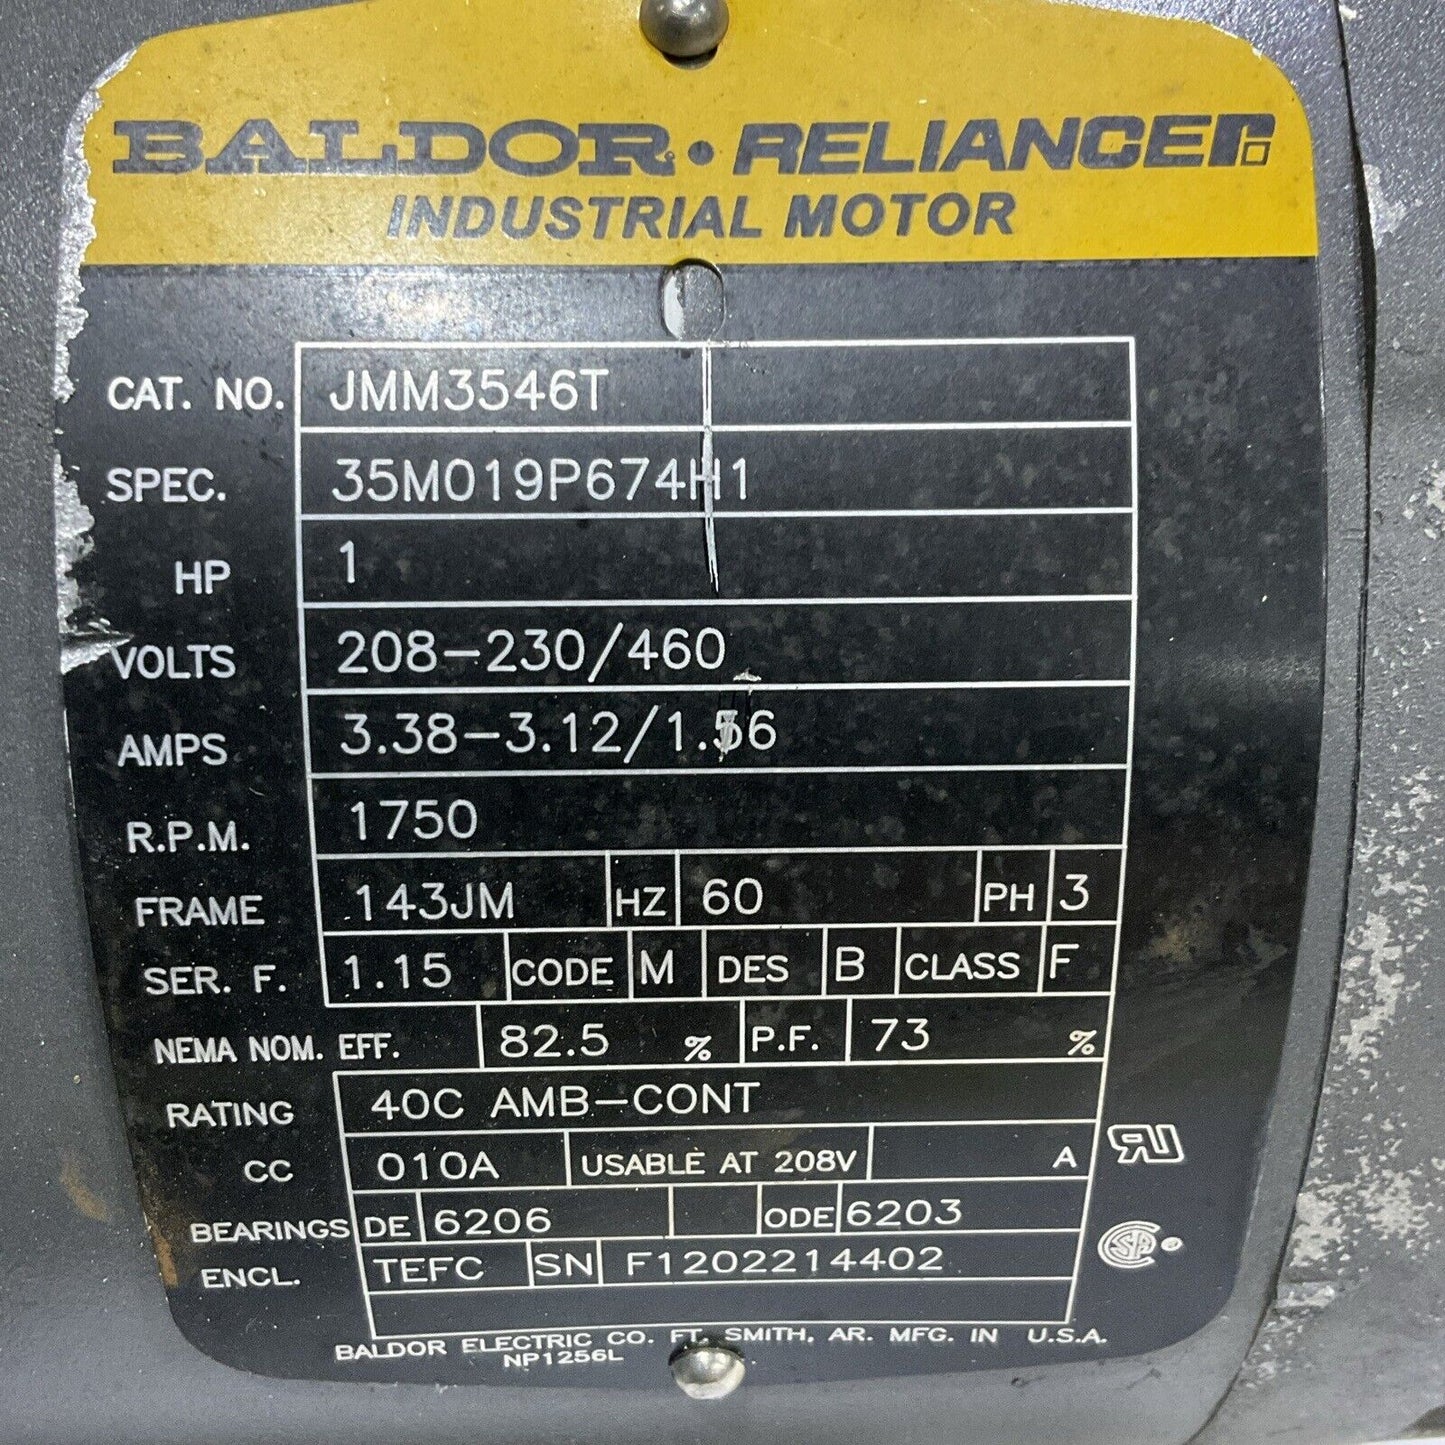 BALDOR • RELIANCER
INDUSTRIAL MOTOR
CAT. NO. JMM3546T
SPEC. 35M019P674H1
HP 1
VOLTS 208-230/460
AMPS 3.38-3.12/1.56
R.P.M. 1750
FRAME 143JM HZ 60 PH 3
SER. F. 1.15 CODE M DES B CLASS F
NEMA NOM. EFF. 82.5 % P.F. 73 %
RATING 40C AMB-CONT
CC 010A USABLE AT 208V A
BEARINGS DE 6206 ODE 6203
ENCL. TEFC SN F1202214402
BALDOR ELECTRIC CO. FT. SMITH, AR. MFG. IN U.S.A.
NP1256L